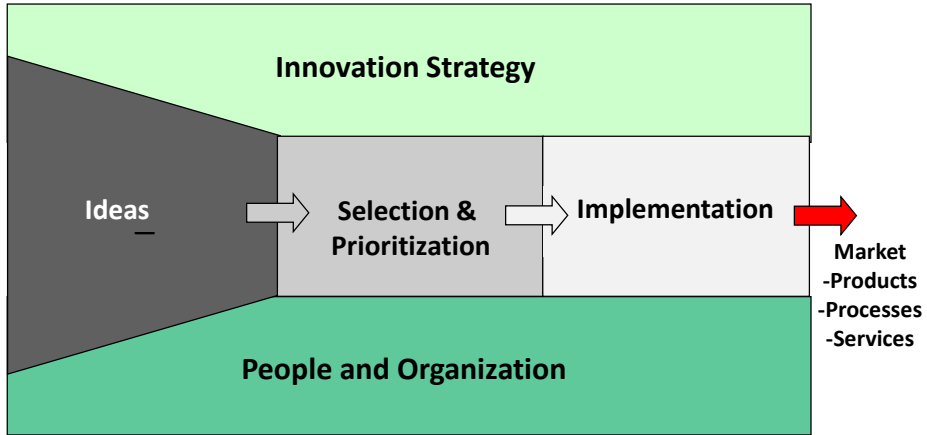 Innovation Strategy
Ideas
Selection &
Prioritization
Implementation
Market
-Products
-Processes
-Services
People and Organization